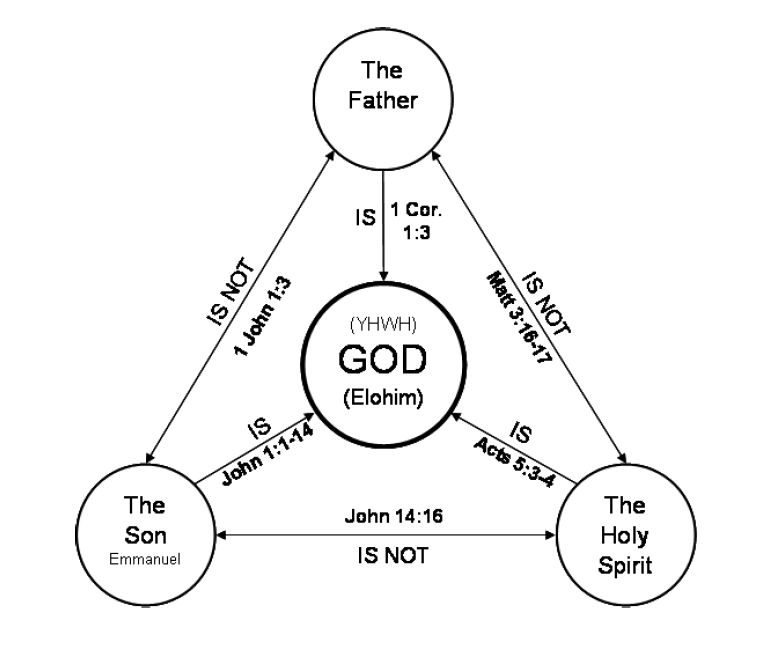 The
Father
IS
1 Cor.
1:3
IS NOT
1 John 1:3
IS NOT
Matt 3:16-17
(YHWH)
GOD
(Elohim)
IS
John 1:1-14
IS
Acts 5:3-4
The
Son
Emmanuel
John 14:16
IS NOT
The
Holy
Spirit